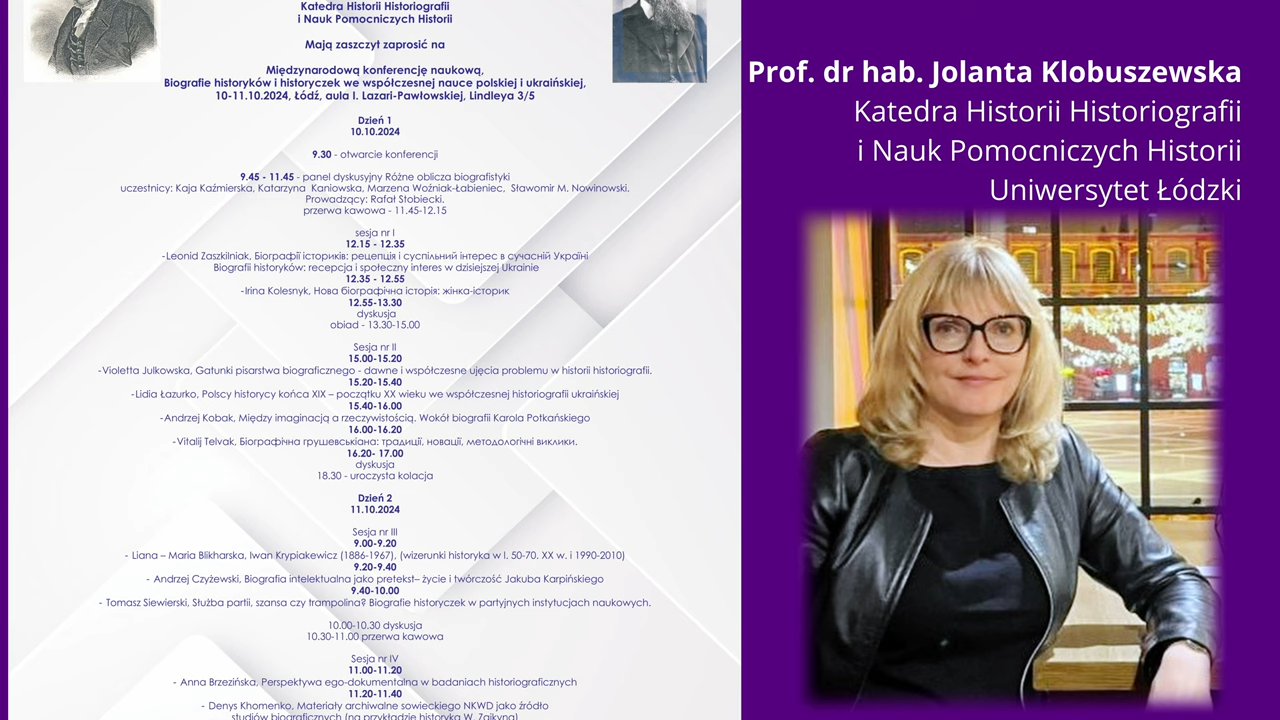 Katedra Historii Historiografii
i Nauk Pomocniczych Historii
Mają zaszczyt zaprosić na
Międzynarodową konferencję naukową,
Biografie historyków i historyczek we współczesnej nauce polskiej i ukraińskiej,
10-11.10.2024, Łódź, aula I. Lazari-Pawłowskiej, Lindleya 3/5
Dzień 1
10.10.2024
9.30 - otwarcie konferencji
9.45 - 11.45 - panel dyskusyjny Różne oblicza biografistyki
uczestnicy: Kaja Kaźmierska, Katarzyna Kaniowska, Marzena Woźniak-Łabieniec, Sławomir M. Nowinowski.
Prowadzący: Rafał Stobiecki.
przerwa kawowa - 11.45-12.15
sesja nr I
12.15 - 12.35
-Leonid Zaszkilniak, Біографії істориків: рецепція і суспільний інтерес в сучасній Україні
Biografii historyków: recepcja i społeczny interes w dzisiejszej Ukrainie
12.35 - 12.55
-Irina Kolesnyk, Нова біографічна історія: жінка-історик
12.55-13.30
dyskusja
obiad - 13.30-15.00
Sesja nr II
15.00-15.20
-Violetta Julkowska, Gatunki pisarstwa biograficznego - dawne i współczesne ujęcia problemu w historii historiografii.
15.20-15.40
-Lidia Łazurko, Polscy historycy końca XIX – początku XX wieku we współczesnej historiografii ukraińskiej
15.40-16.00
-Andrzej Kobak, Między imaginacją a rzeczywistością. Wokół biografii Karola Potkańskiego
16.00-16.20
-Vitalij Telvak, Біографічна грушевськіана: традиції, новації, методологічні виклики.
16.20- 17.00
dyskusja
18.30 - uroczysta kolacja
Dzień 2
11.10.2024
Sesja nr III
9.00-9.20
- Liana – Maria Blikharska, Iwan Krypiakewicz (1886-1967), (wizerunki historyka w l. 50-70. XX w. i 1990-2010)
9.20-9.40
- Andrzej Czyżewski, Biografia intelektualna jako pretekst– życie i twórczość Jakuba Karpińskiego
9.40-10.00
- Tomasz Siewierski, Służba partii, szansa czy trampolina? Biografie historyczek w partyjnych instytucjach naukowych.
10.00-10.30 dyskusja
10.30-11.00 przerwa kawowa
Sesja nr IV
11.00-11.20
- Anna Brzezińska, Perspektywa ego-dokumentalna w badaniach historiograficznych
11.20-11.40
- Denys Khomenko, Materiały archiwalne sowieckiego NKWD jako źródło
studiów biograficznych (na przykładzie historyka W. Zaikyna)
Prof. dr hab. Jolanta Klobuszewska
Katedra Historii Historiografii
i Nauk Pomocniczych Historii
Uniwersytet Łódzki